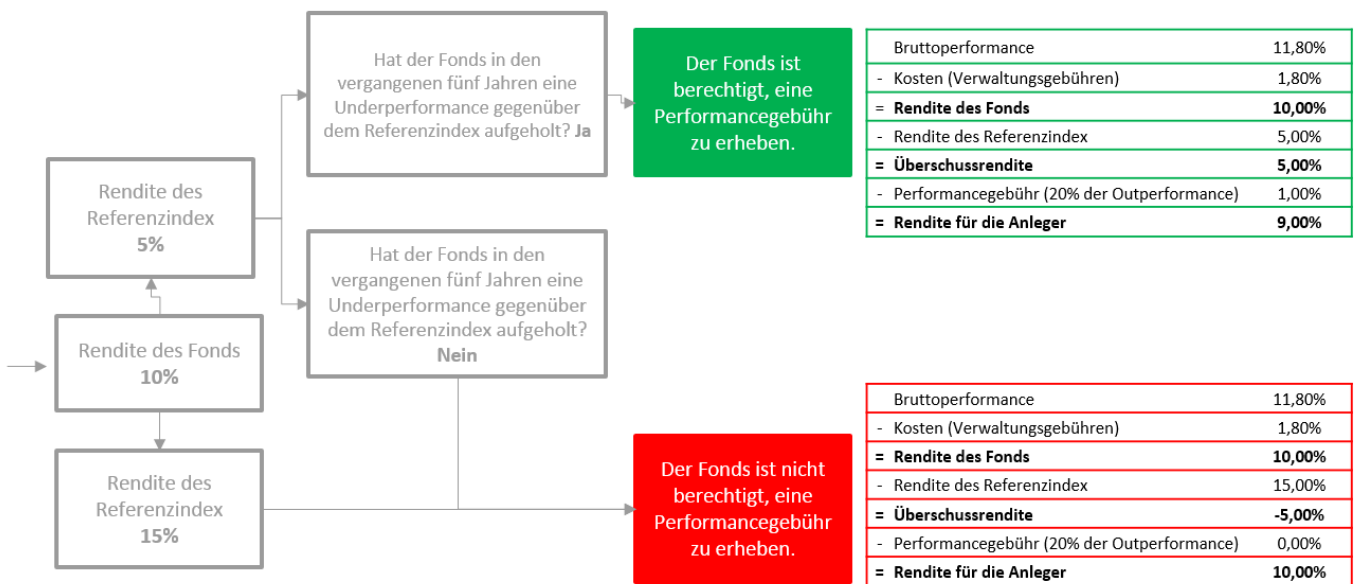 Hat der Fonds in den
vergangenen fünf Jahren eine
Underperformance gegenüber
dem Referenzindex aufgeholt? Ja
Der Fonds ist
berechtigt, eine
Performancegebühr
zu erheben.
Bruttoperformance 11,80%
- Kosten (Verwaltungsgebühren) 1,80%
= Rendite des Fonds 10,00%
- Rendite des Referenzindex 5,00%
= Überschussrendite 5,00%
- Performancegebühr (20% der Outperformance) 1,00%
= Rendite für die Anleger 9,00%
Rendite des
Referenzindex
5%
Hat der Fonds in den
vergangenen fünf Jahren eine
Underperformance gegenüber
dem Referenzindex aufgeholt?
Nein
Rendite des Fonds
10%
Rendite des
Referenzindex
15%
Der Fonds ist nicht
berechtigt, eine
Performancegebühr
zu erheben.
Bruttoperformance 11,80%
- Kosten (Verwaltungsgebühren) 1,80%
= Rendite des Fonds 10,00%
- Rendite des Referenzindex 15,00%
= Überschussrendite -5,00%
- Performancegebühr (20% der Outperformance) 0,00%
= Rendite für die Anleger 10,00%